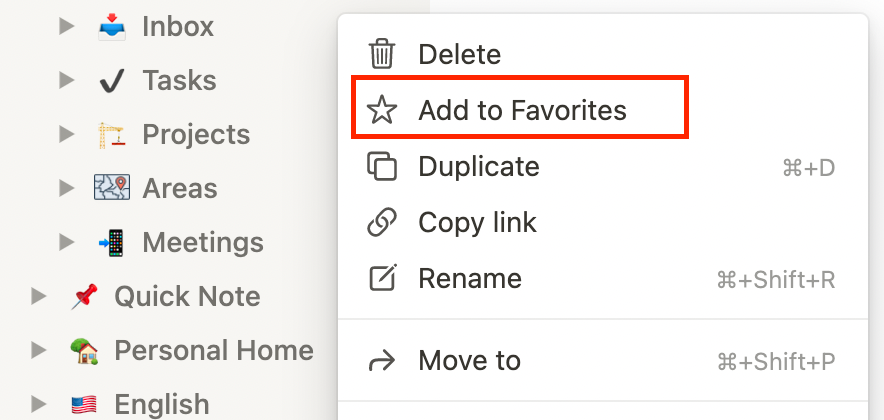 Inbox
Tasks
Projects
Areas
Meetings
Quick Note
Personal Home
English
Delete
Add to Favorites
Duplicate ⌘+D
Copy link
Rename ⌘+Shift+R
Move to ⌘+Shift+P